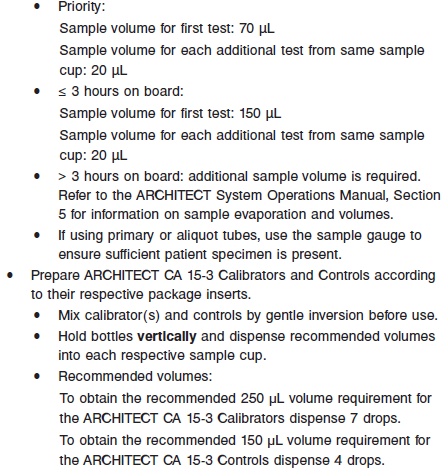 • Priority:
Sample volume for first test: 70 µL
Sample volume for each additional test from same sample
cup: 20 µL
• ≤ 3 hours on board:
Sample volume for first test: 150 µL
Sample volume for each additional test from same sample
cup: 20 µL
• > 3 hours on board: additional sample volume is required.
Refer to the ARCHITECT System Operations Manual, Section
5 for information on sample evaporation and volumes.
• If using primary or aliquot tubes, use the sample gauge to
ensure sufficient patient specimen is present.
• Prepare ARCHITECT CA 15-3 Calibrators and Controls according
to their respective package inserts.
• Mix calibrator(s) and controls by gentle inversion before use.
• Hold bottles vertically and dispense recommended volumes
into each respective sample cup.
• Recommended volumes:
To obtain the recommended 250 µL volume requirement for
the ARCHITECT CA 15-3 Calibrators dispense 7 drops.
To obtain the recommended 150 µL volume requirement for
the ARCHITECT CA 15-3 Controls dispense 4 drops.